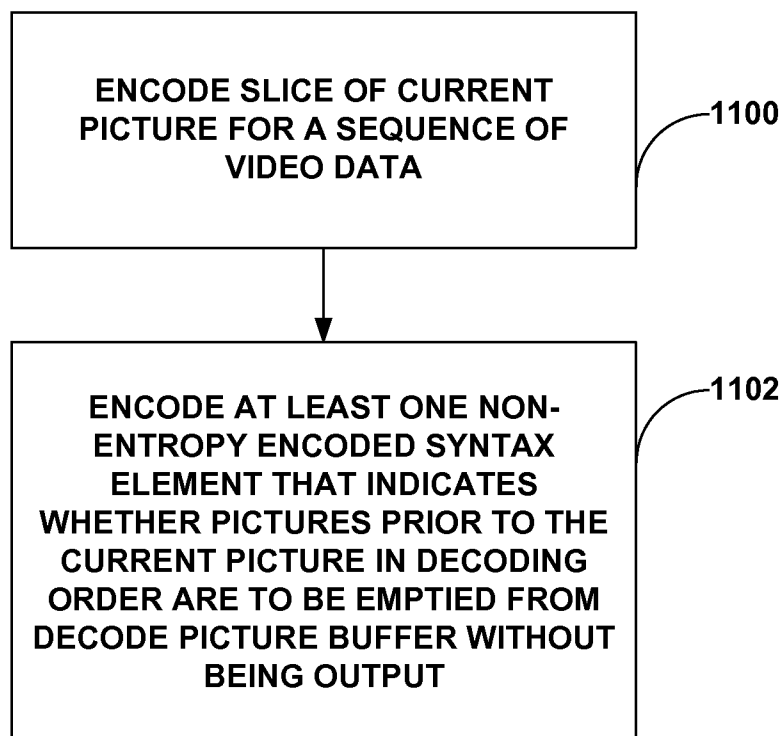 ENCODE SLICE OF CURRENT
PICTURE FOR A SEQUENCE OF
VIDEO DATA
1100
ENCODE AT LEAST ONE NON-
ENTROPY ENCODED SYNTAX
ELEMENT THAT INDICATES
WHETHER PICTURES PRIOR TO THE
CURRENT PICTURE IN DECODING
ORDER ARE TO BE EMPTIED FROM
DECODE PICTURE BUFFER WITHOUT
BEING OUTPUT
1102